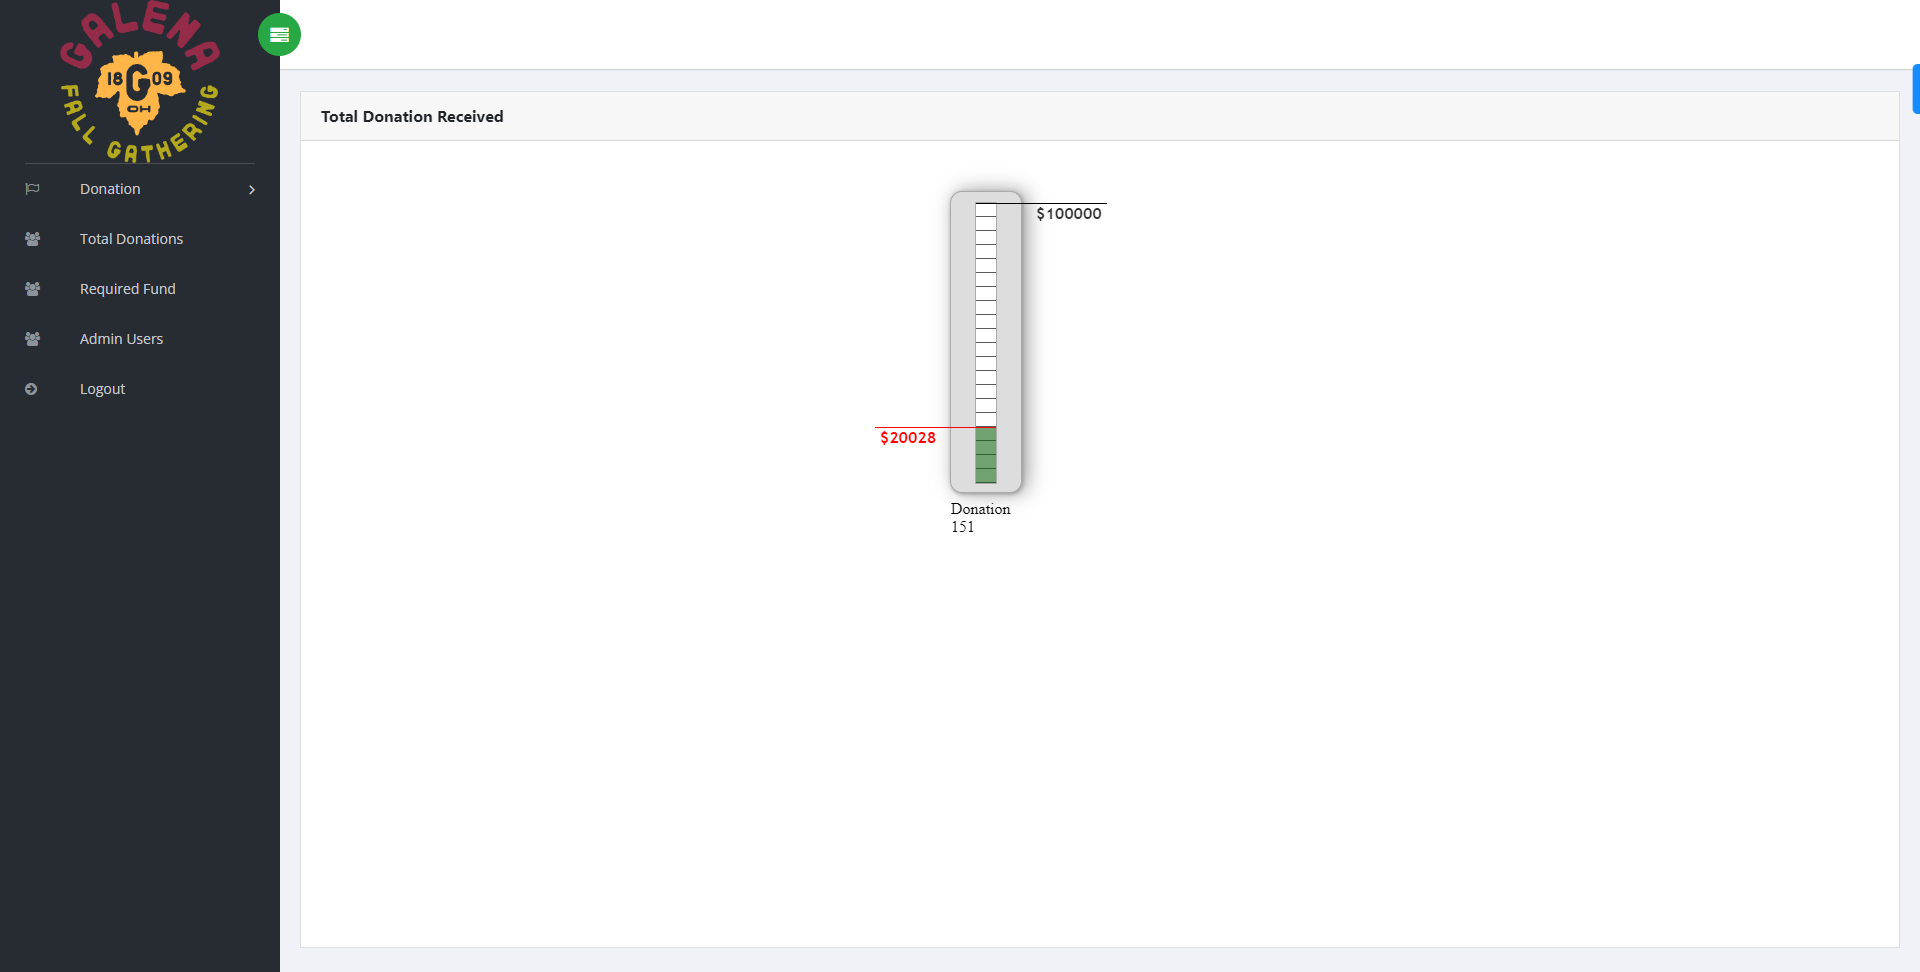 GALENA
18 G 09
OH
FALL GATHERING
Donation
Total Donations
Required Fund
Admin Users
Logout
Total Donation Received
$100000
$20028
Donation
151